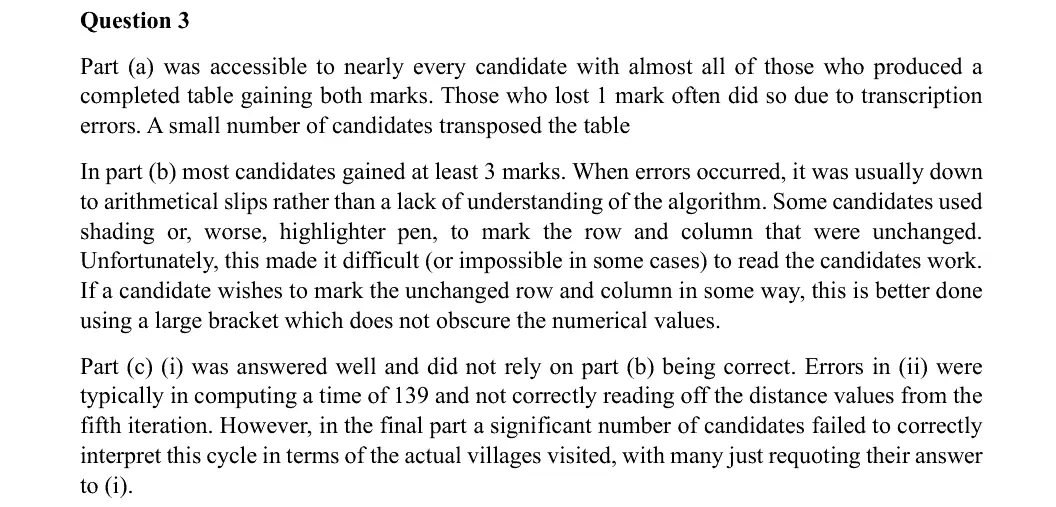 Question 3
Part (a) was accessible to nearly every candidate with almost all of those who produced a
completed table gaining both marks. Those who lost 1 mark often did so due to transcription
errors. A small number of candidates transposed the table
In part (b) most candidates gained at least 3 marks. When errors occurred, it was usually down
to arithmetical slips rather than a lack of understanding of the algorithm. Some candidates used
shading or, worse, highlighter pen, to mark the row and column that were unchanged.
Unfortunately, this made it difficult (or impossible in some cases) to read the candidates work.
If a candidate wishes to mark the unchanged row and column in some way, this is better done
using a large bracket which does not obscure the numerical values.
Part (c) (i) was answered well and did not rely on part (b) being correct. Errors in (ii) were
typically in computing a time of 139 and not correctly reading off the distance values from the
fifth iteration. However, in the final part a significant number of candidates failed to correctly
interpret this cycle in terms of the actual villages visited, with many just requoting their answer
to (i).